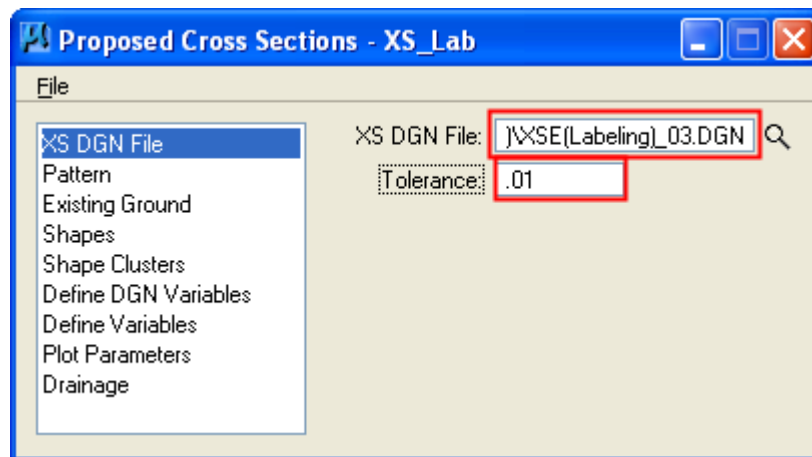 Proposed Cross Sections - XS_Lab
File
XS DGN File
Pattern
Existing Ground
Shapes
Shape Clusters
Define DGN Variables
Define Variables
Plot Parameters
Drainage
XS DGN File: )\XSE(Labeling)_03.DGN
Tolerance: .01